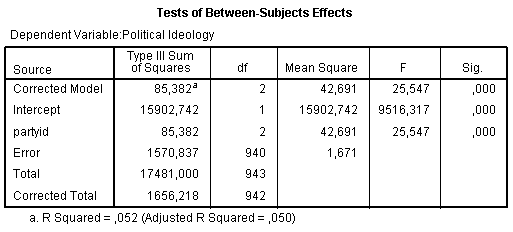 Tests of Between-Subjects Effects
Dependent Variable:Political Ideology
Source Type III Sum of Squares df Mean Square F Sig.
Corrected Model 85,382a 2 42,691 25,547 ,000
Intercept 15902,742 1 15902,742 9516,317 ,000
partyid 85,382 2 42,691 25,547 ,000
Error 1570,837 940 1,671
Total 17481,000 943
Corrected Total 1656,218 942
a. R Squared = ,052 (Adjusted R Squared = ,050)